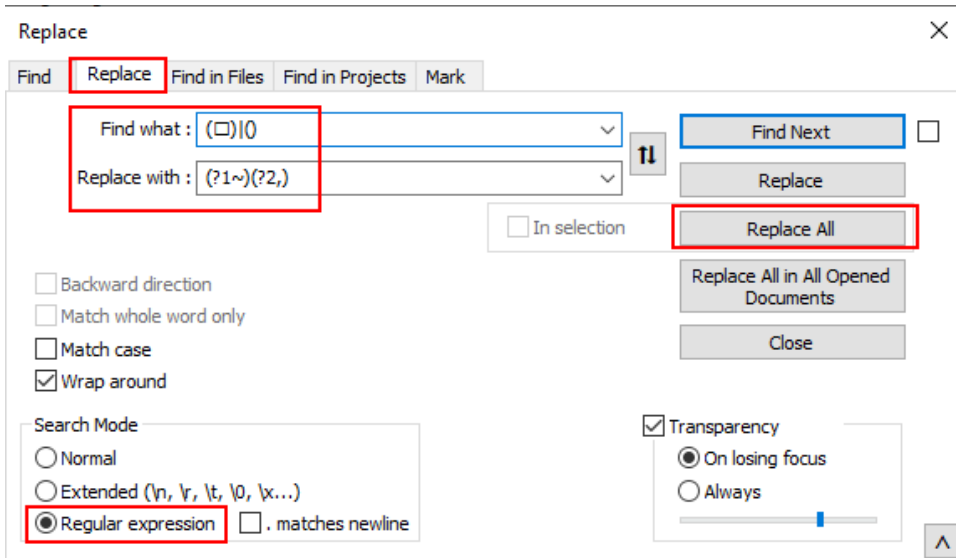 Replace
Find Replace Find in Files Find in Projects Mark
Find what : (□)|() Find Next
Replace with : (?1~)(?2,) Replace
In selection Replace All
Backward direction Replace All in All Opened Documents
Match whole word only
Match case Close
Wrap around
Search Mode Transparency
Normal On losing focus
Extended (\n, \r, \t, \0, \x...) Always
Regular expression . matches newline